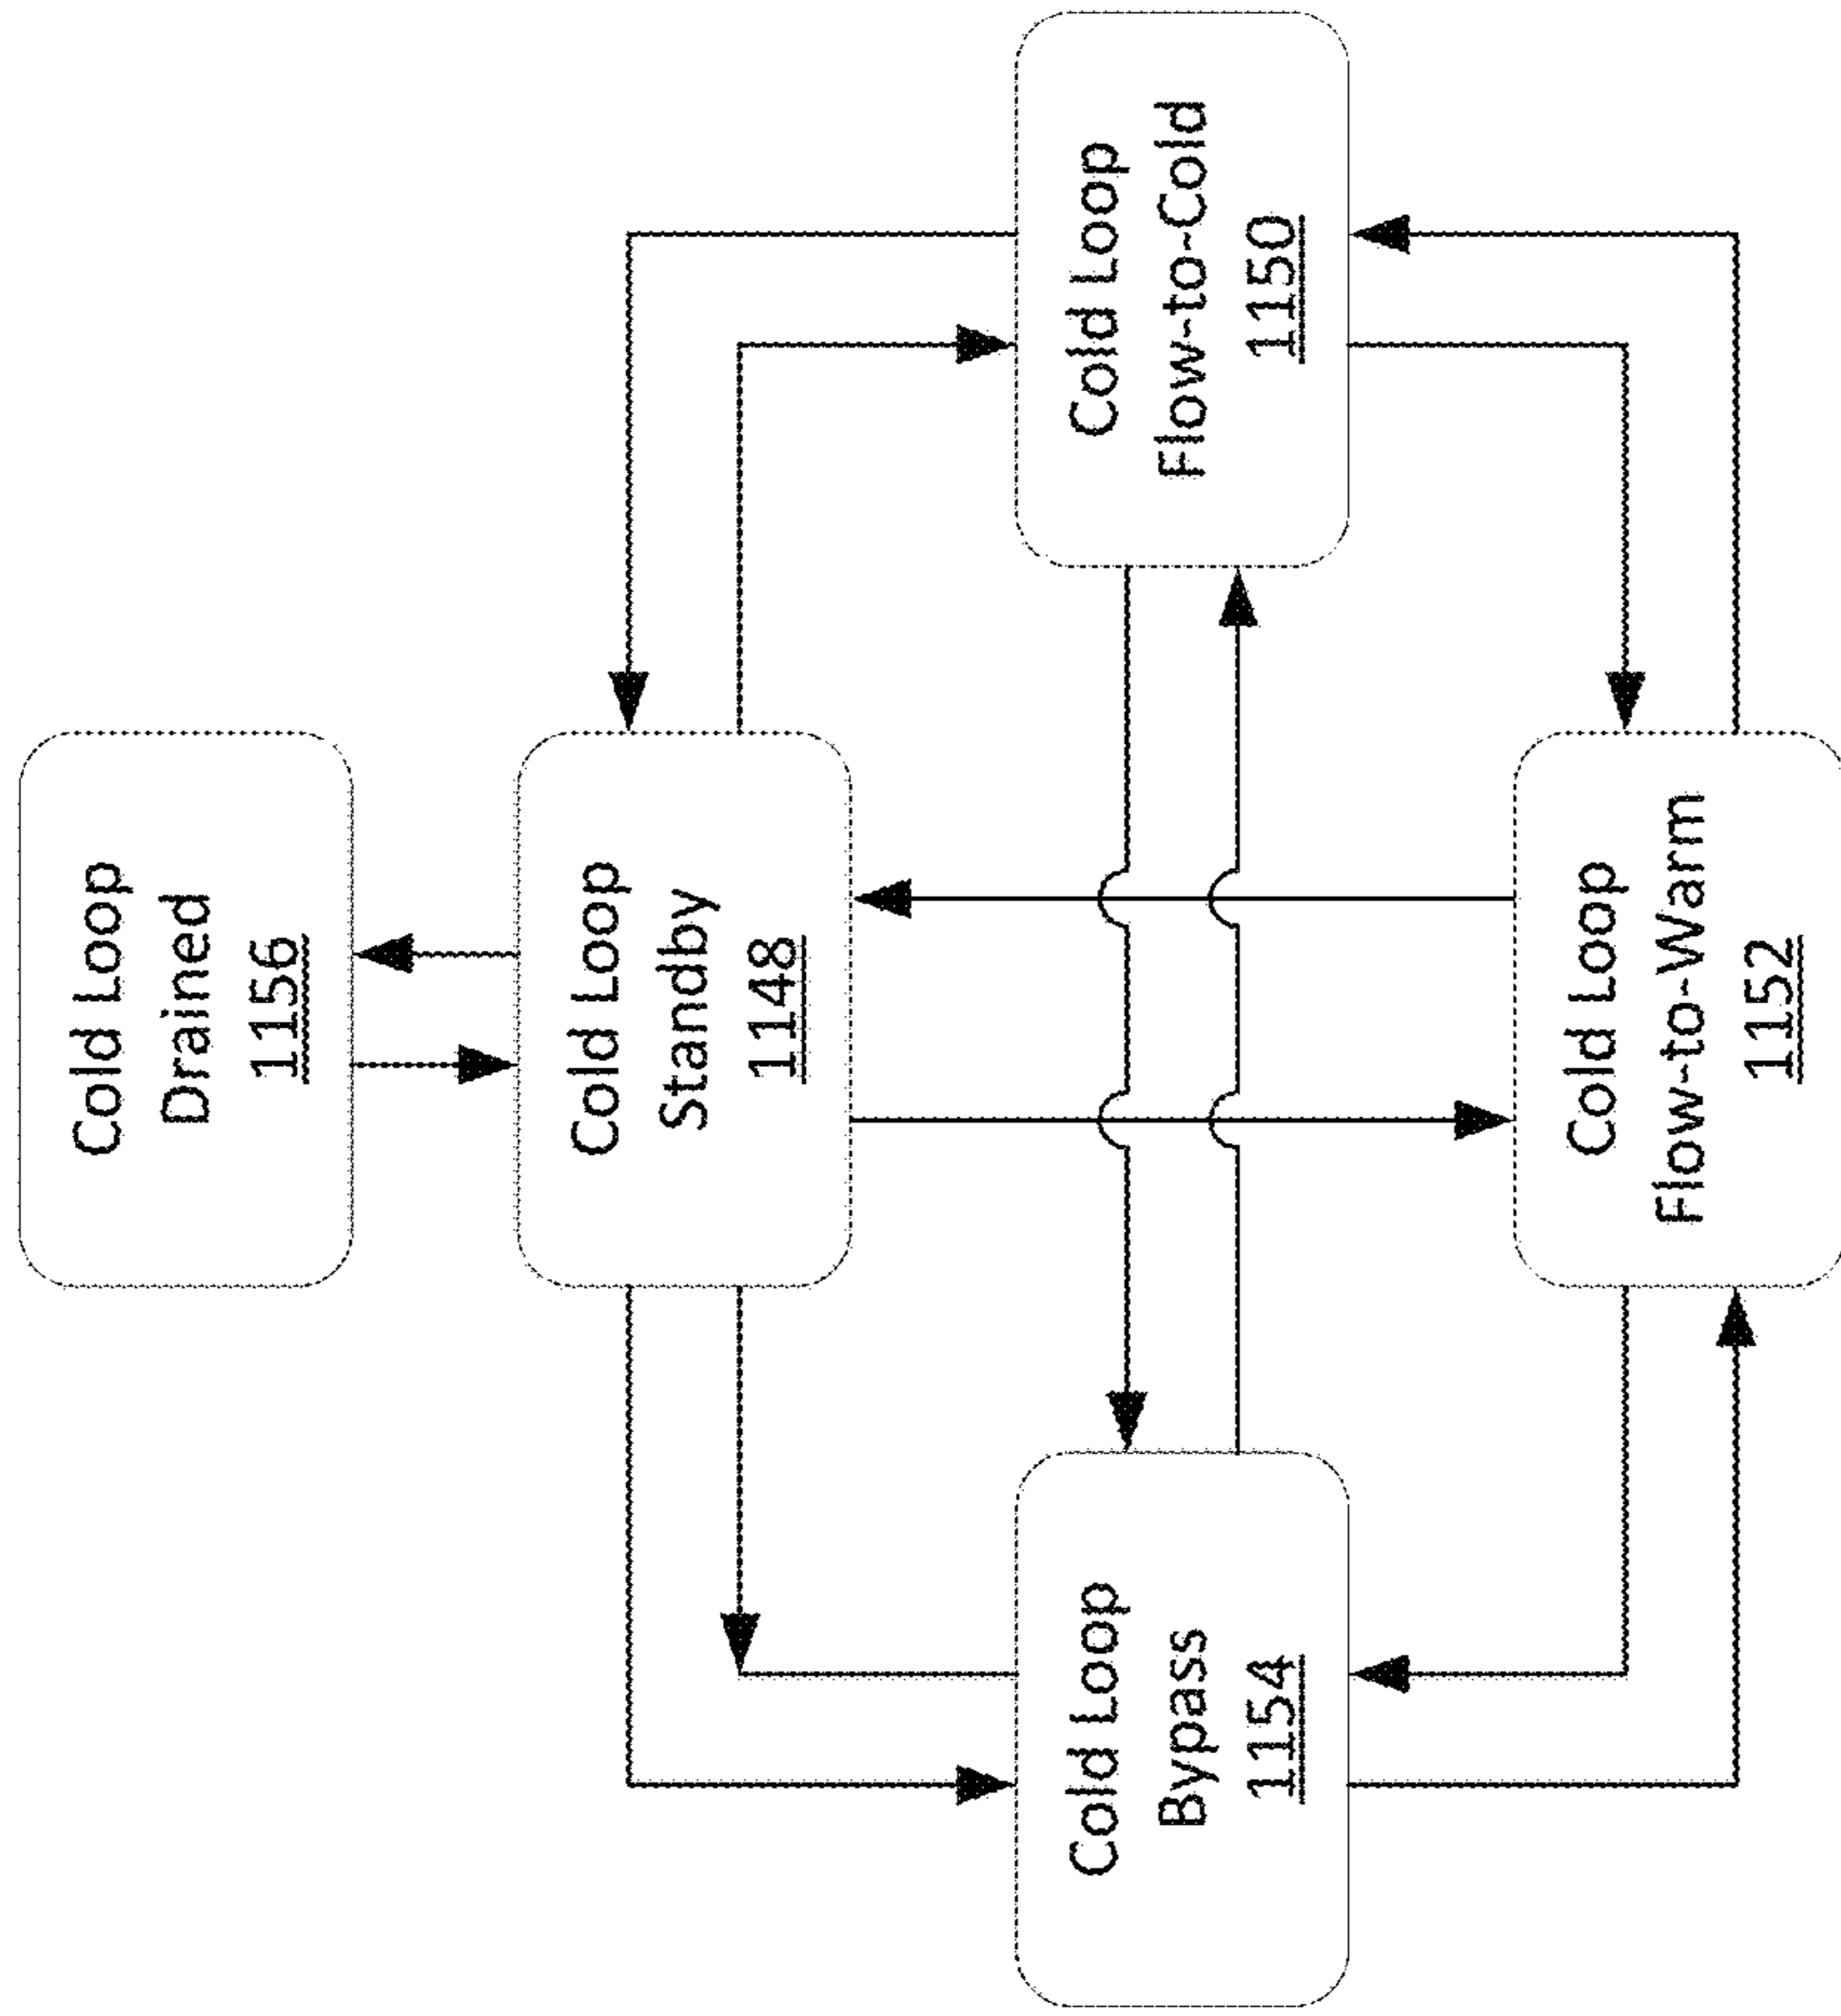 Cold Loop
Drained
1156
Cold Loop
Standby
1148
Cold Loop
Bypass
1154
Cold Loop
Flow-to-Cold
1150
Cold Loop
Flow-to-Warm
1152